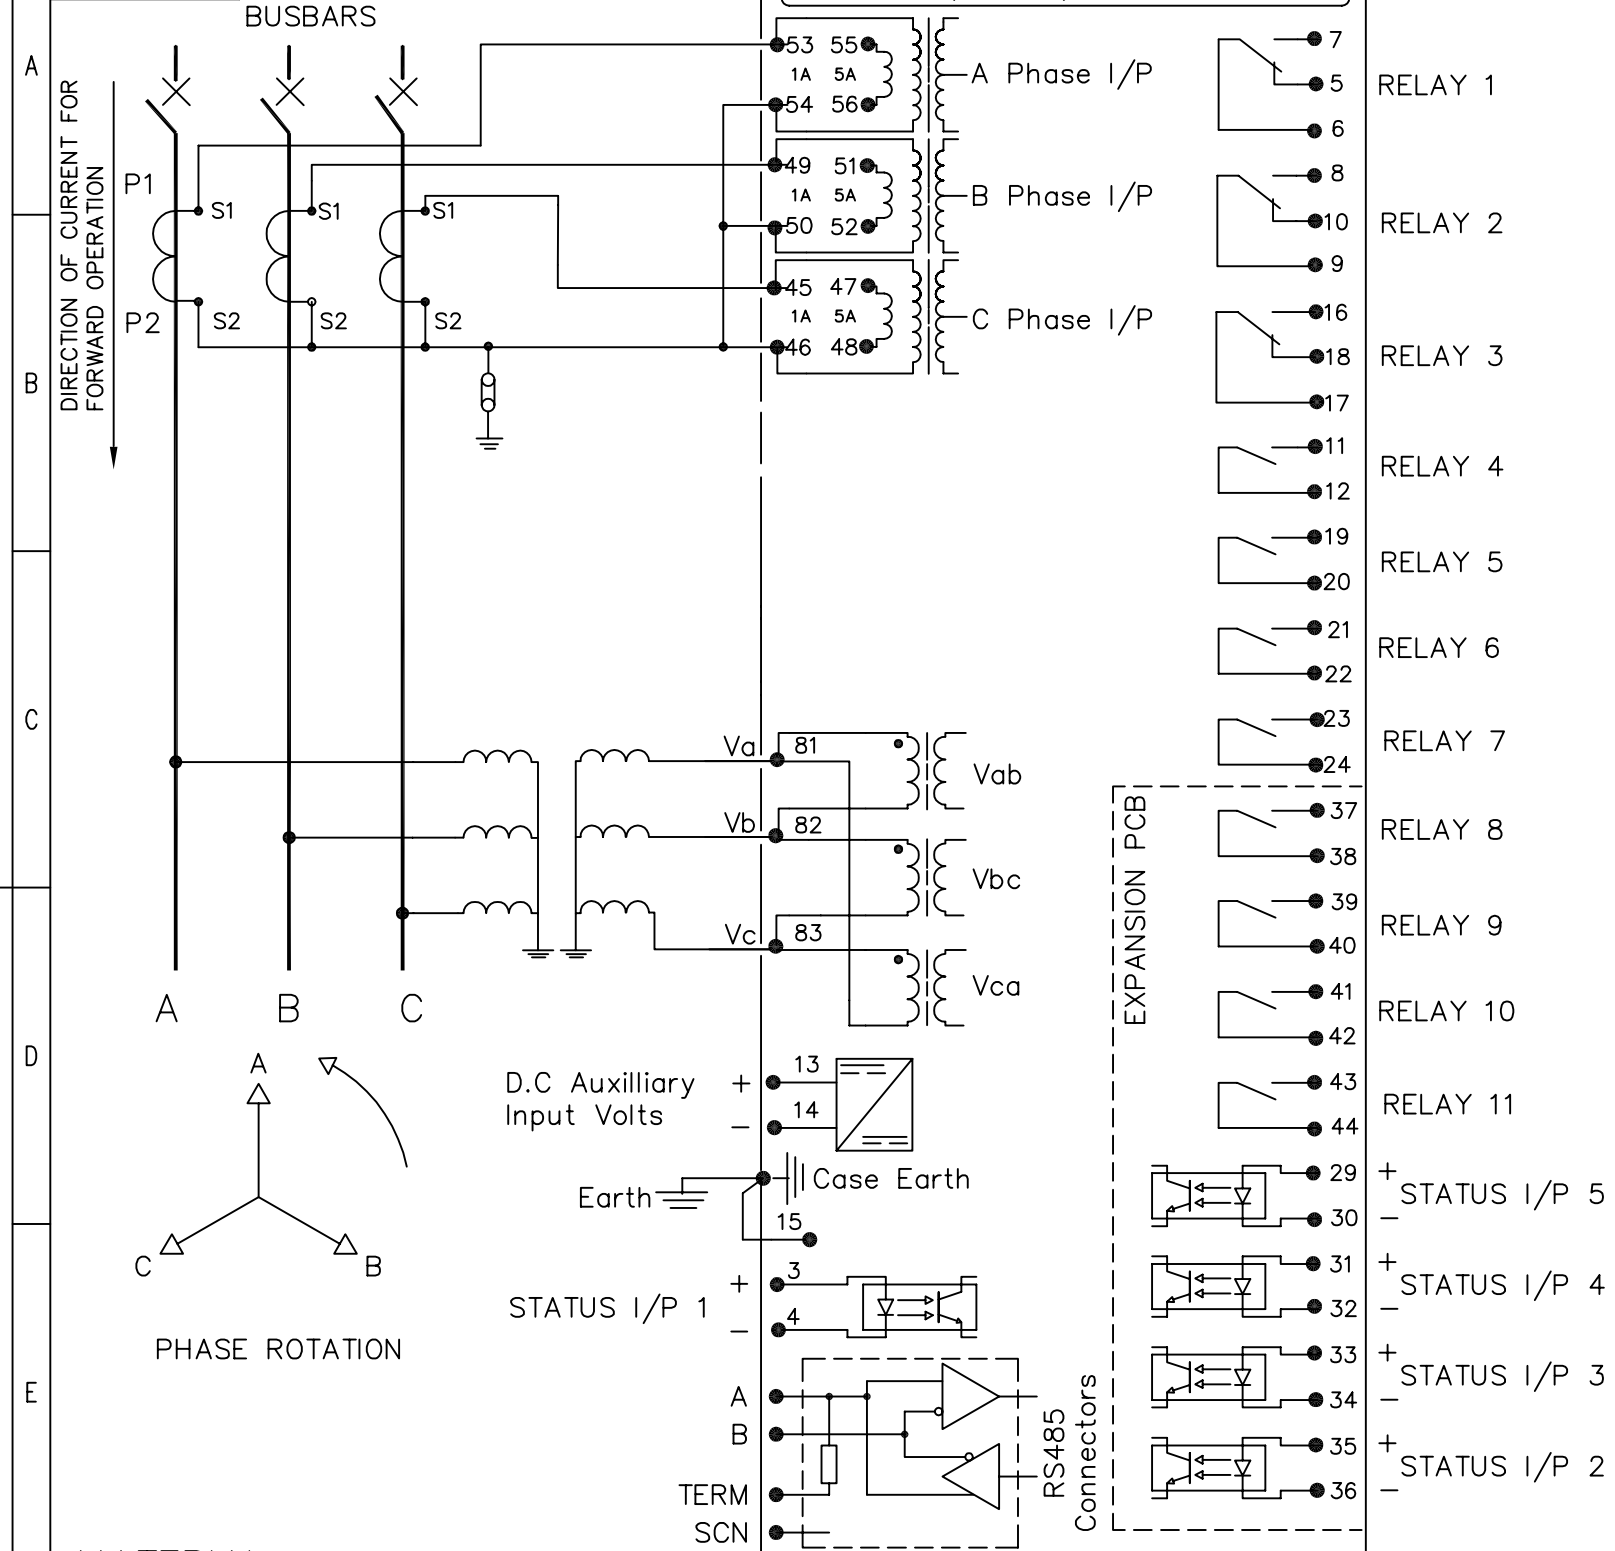 BUSBARS
A
B
C
D
E
DIRECTION OF CURRENT FOR
FORWARD OPERATION
P1
P2
S1
S1
S1
S2
S2
S2
53 55
1A 5A
54 56
A Phase I/P
49 51
1A 5A
50 52
B Phase I/P
45 47
1A 5A
46 48
C Phase I/P
7
5
6
RELAY 1
8
10
9
RELAY 2
16
18
17
RELAY 3
11
12
RELAY 4
19
20
RELAY 5
21
22
RELAY 6
23
24
RELAY 7
EXPANSION PCB
37
38
RELAY 8
39
40
RELAY 9
41
42
RELAY 10
43
44
RELAY 11
29 +
30 −
STATUS I/P 5
31 +
32 −
STATUS I/P 4
33 +
34 −
STATUS I/P 3
35 +
36 −
STATUS I/P 2
Va 81
Vab
Vb 82
Vbc
Vc 83
Vca
A B C
A
C
B
PHASE ROTATION
D.C Auxilliary
Input Volts
+ 13
− 14
Earth
Case Earth
15
STATUS I/P 1
+ 3
− 4
A
B
TERM
SCN
RS485
Connectors